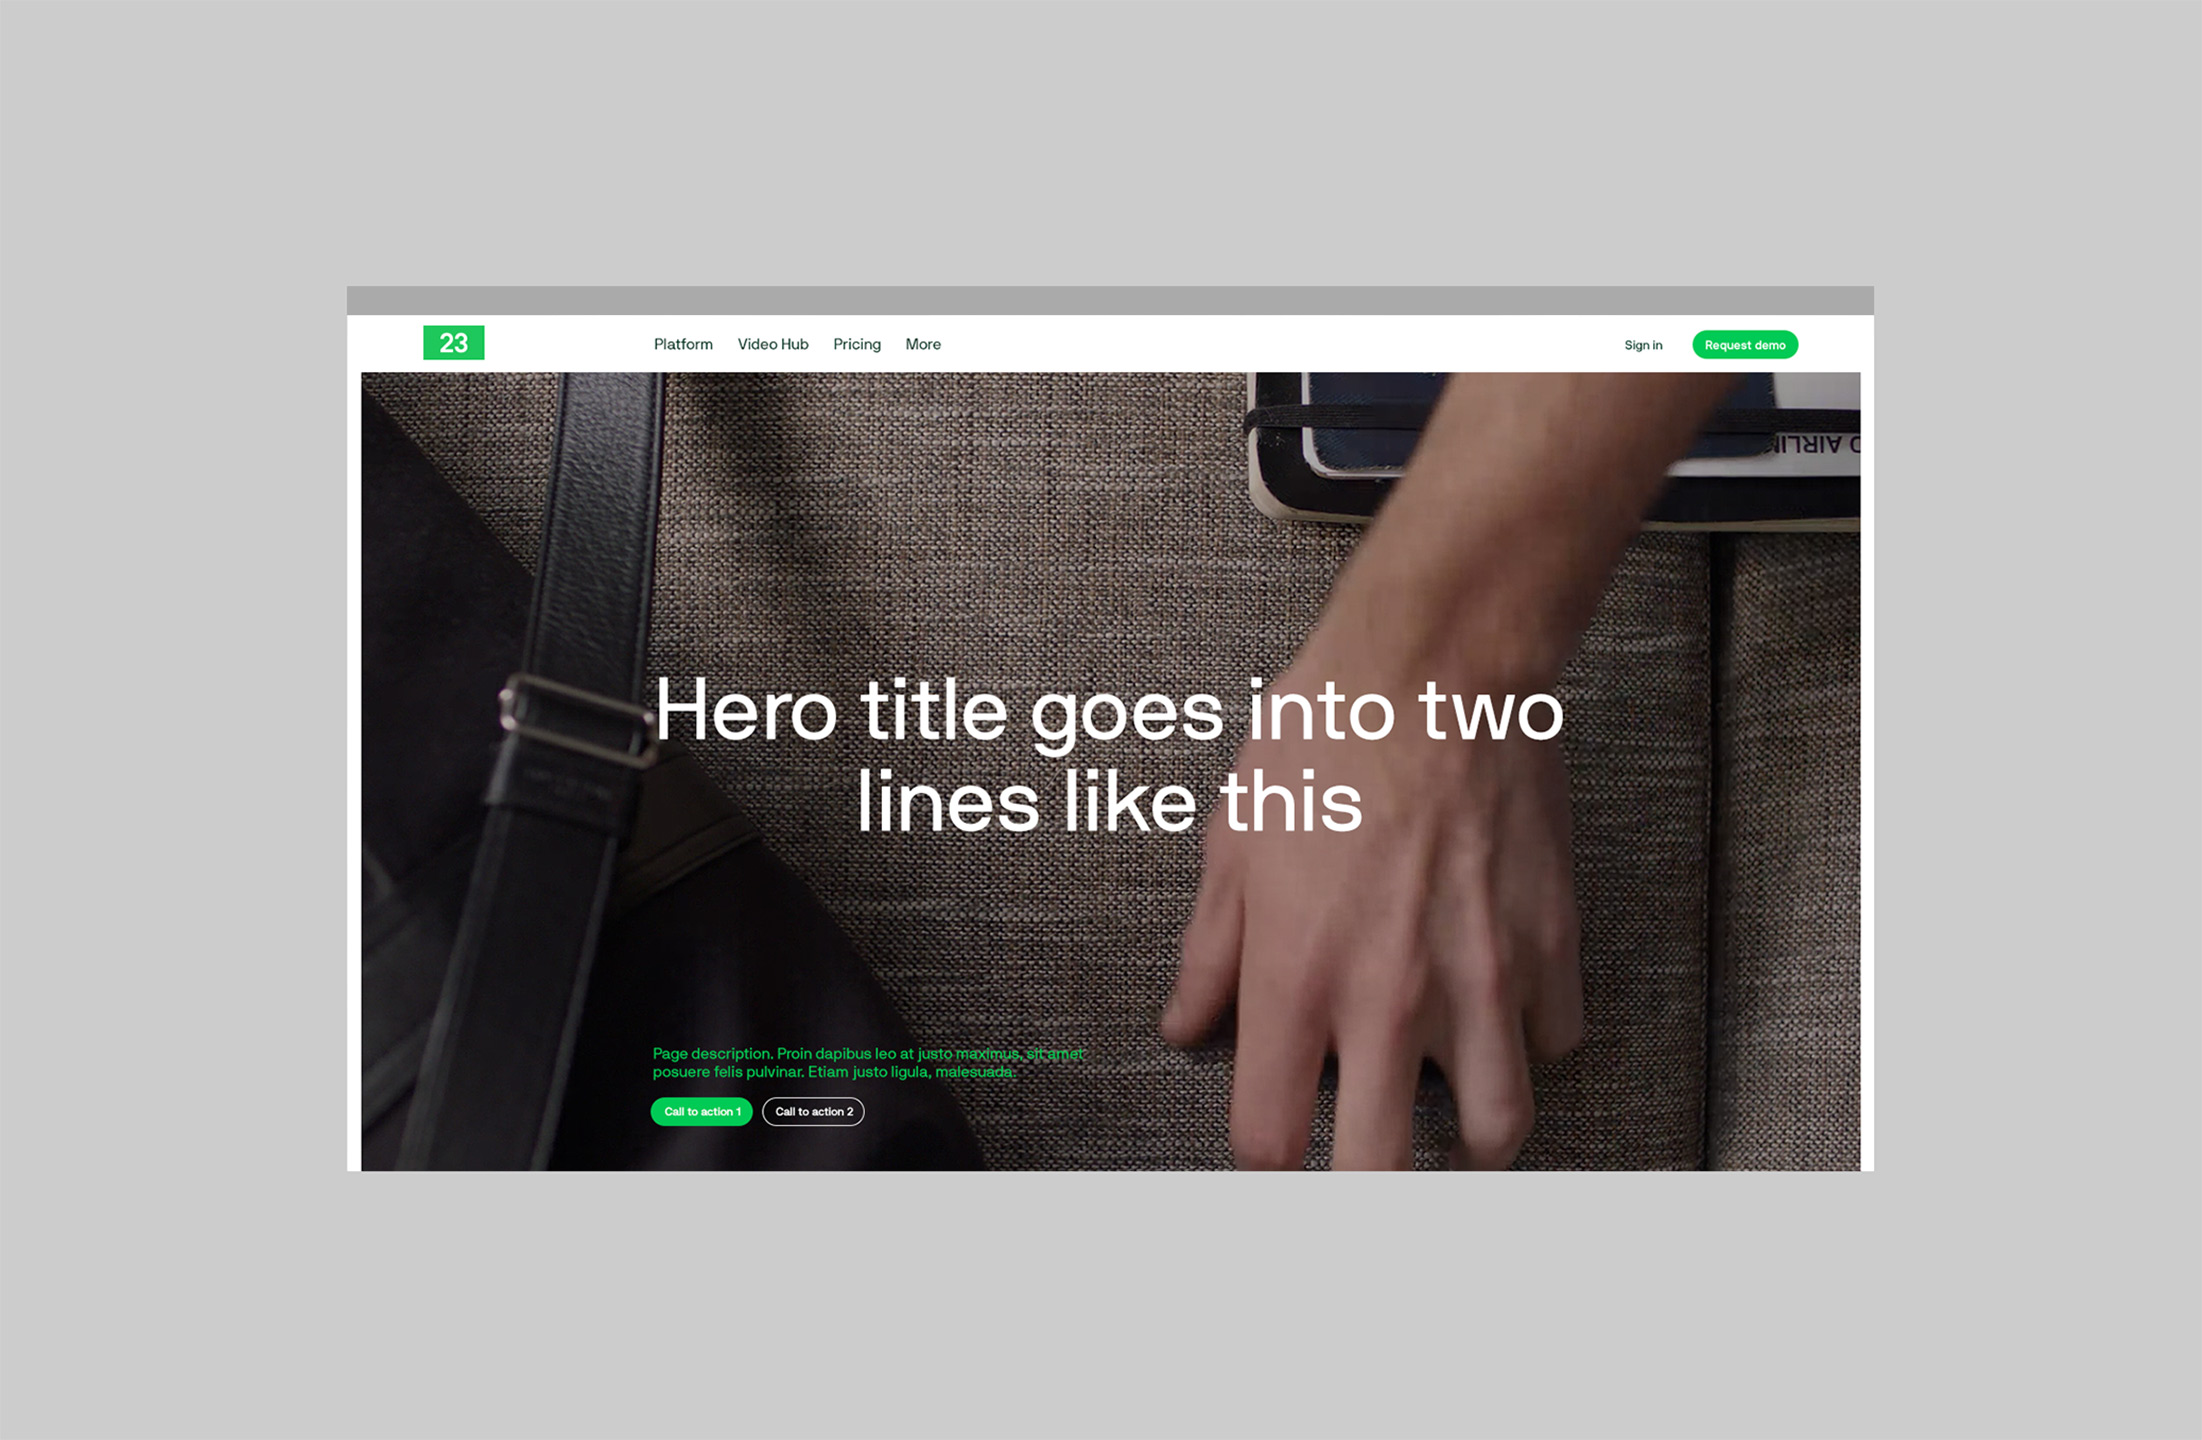 23
Platform Video Hub Pricing More
Sign in Request demo
Hero title goes into two
lines like this
Page description. Proin dapibus leo at justo maximus, sit amet
posuere felis pulvinar. Etiam justo ligula, malesuada.
Call to action 1 Call to action 2